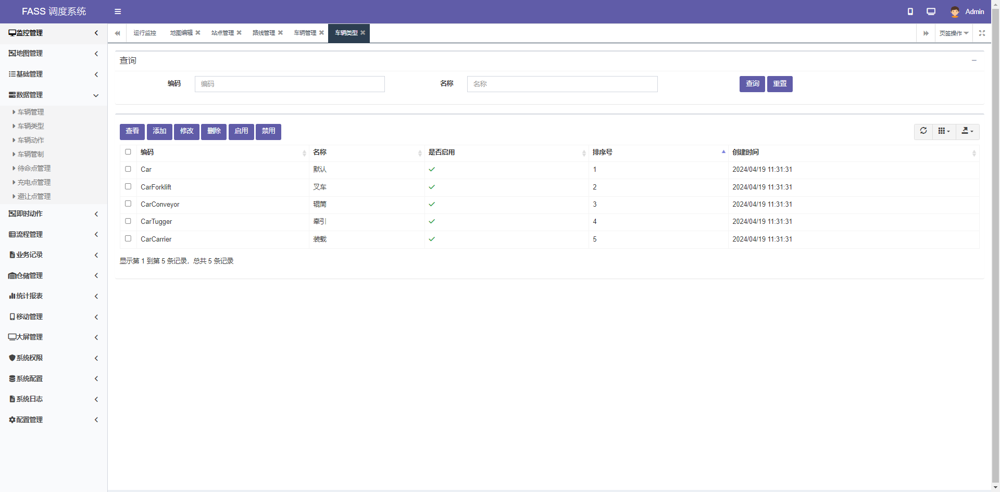 FASS 调度系统
Admin
监控管理
地图管理
基础管理
数据管理
车辆管理
车辆类型
车辆动作
车辆管制
待命点管理
充电点管理
避让点管理
即时动作
流程管理
业务记录
仓储管理
统计报表
移动管理
大屏管理
系统权限
系统配置
系统日志
配置管理
运行监控 地图编辑 站点管理 路线管理 车辆管理 车辆类型 页签操作
查询
编码 编码 名称 名称 查询 重置
查看 添加 修改 删除 启用 禁用
编码 名称 是否启用 排序号 创建时间
Car 默认 1 2024/04/19 11:31:31
CarForklift 叉车 2 2024/04/19 11:31:31
CarConveyor 辊筒 3 2024/04/19 11:31:31
CarTugger 牵引 4 2024/04/19 11:31:31
CarCarrier 装载 5 2024/04/19 11:31:31
显示第 1 到第 5 条记录，总共 5 条记录